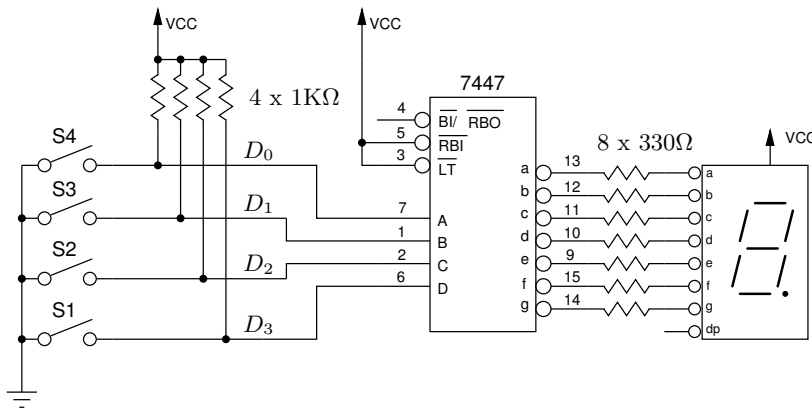 VCC
VCC
7447
4 x 1KΩ
4
BI/ RBO
8 x 330Ω
VCC
5
RBI
S4
D0
3
LT
a
13
a
b
12
b
S3
D1
7
A
c
11
c
1
B
d
10
d
S2
D2
2
C
e
9
e
6
D
f
15
f
S1
D3
g
14
g
dp